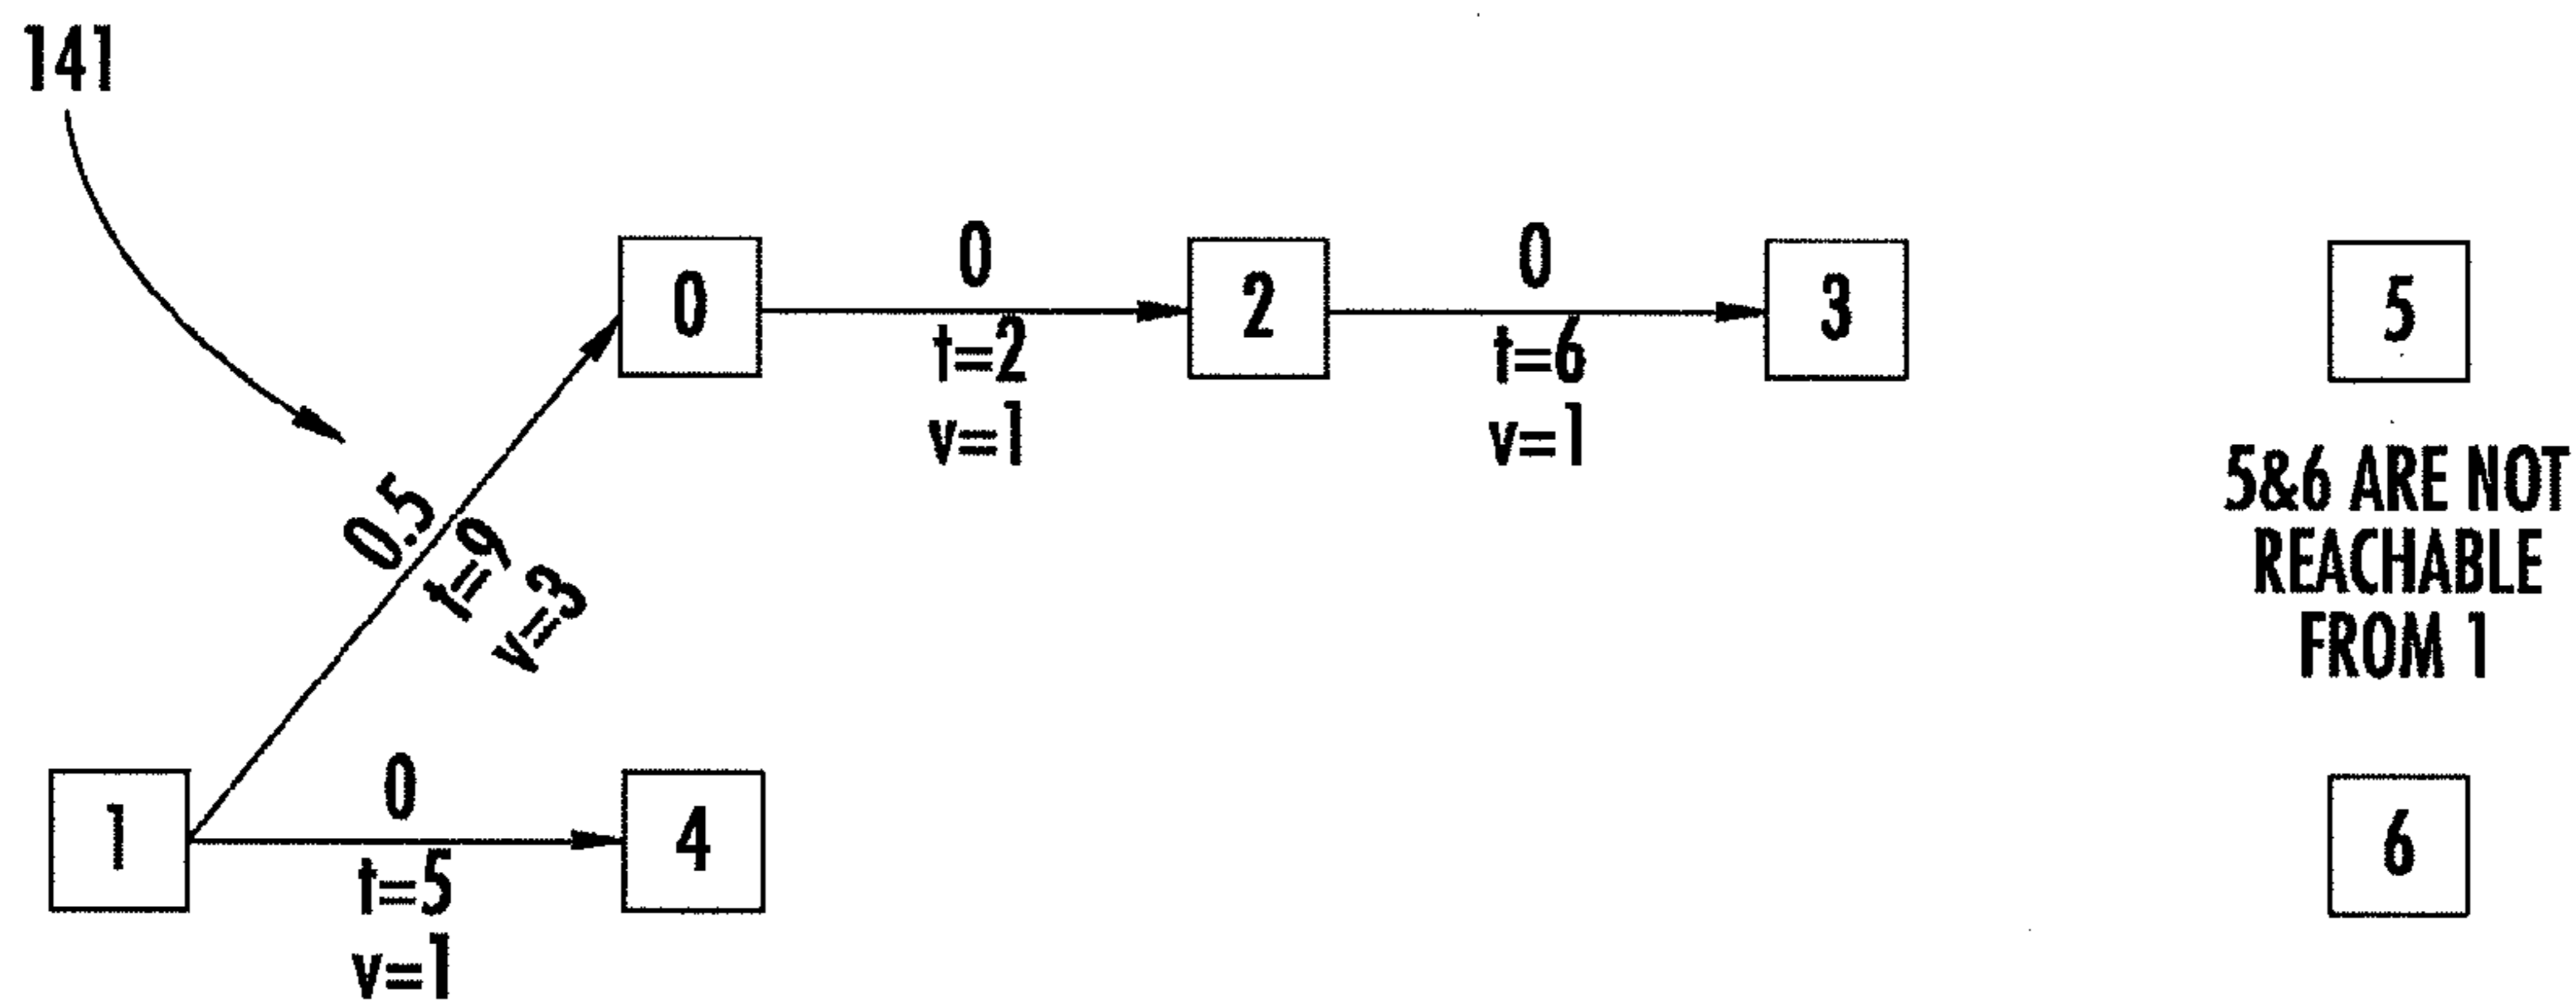 141
0
0
0
2
3
5
t=2
t=6
v=1
v=1
5&6 ARE NOT
REACHABLE
FROM 1
0.5
t=9
v=3
0
1
4
6
t=5
v=1